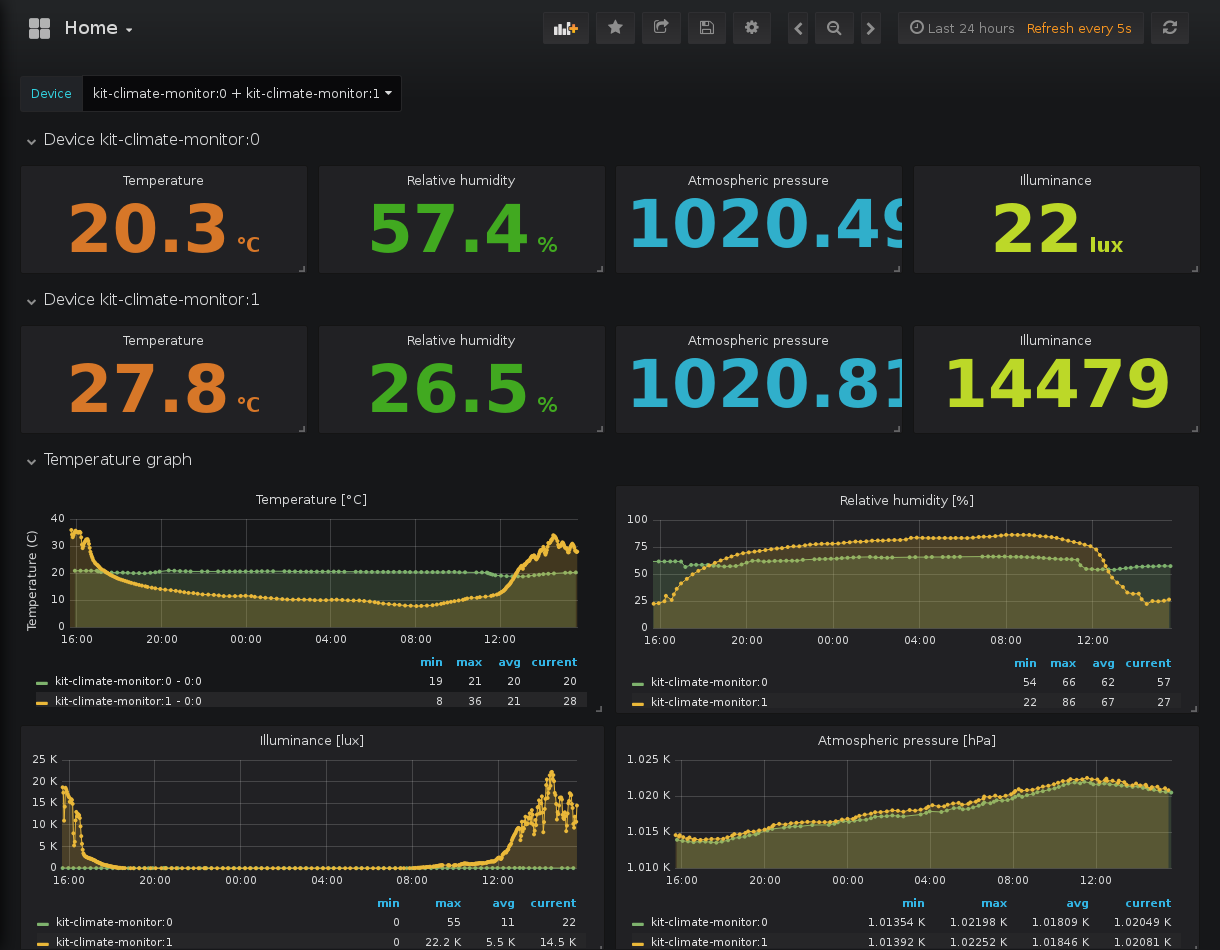 Home
Last 24 hours Refresh every 5s
Device kit-climate-monitor:0 + kit-climate-monitor:1
Device kit-climate-monitor:0
Temperature Relative humidity Atmospheric pressure Illuminance
20.3 °C 57.4 % 1020.49 22 lux
Device kit-climate-monitor:1
Temperature Relative humidity Atmospheric pressure Illuminance
27.8 °C 26.5 % 1020.81 14479
Temperature graph
Temperature [°C]
Temperature (C)
40
30
20
10
0
16:00 20:00 00:00 04:00 08:00 12:00
min max avg current
kit-climate-monitor:0 - 0:0 19 21 20 20
kit-climate-monitor:1 - 0:0 8 36 21 28
Relative humidity [%]
100
75
50
25
0
16:00 20:00 00:00 04:00 08:00 12:00
min max avg current
kit-climate-monitor:0 54 66 62 57
kit-climate-monitor:1 22 86 67 27
Illuminance [lux]
25 K
20 K
15 K
10 K
5 K
0
16:00 20:00 00:00 04:00 08:00 12:00
min max avg current
kit-climate-monitor:0 0 55 11 22
kit-climate-monitor:1 0 22.2 K 5.5 K 14.5 K
Atmospheric pressure [hPa]
1.025 K
1.020 K
1.015 K
1.010 K
16:00 20:00 00:00 04:00 08:00 12:00
min max avg current
kit-climate-monitor:0 1.01354 K 1.02198 K 1.01809 K 1.02049 K
kit-climate-monitor:1 1.01392 K 1.02252 K 1.01846 K 1.02081 K